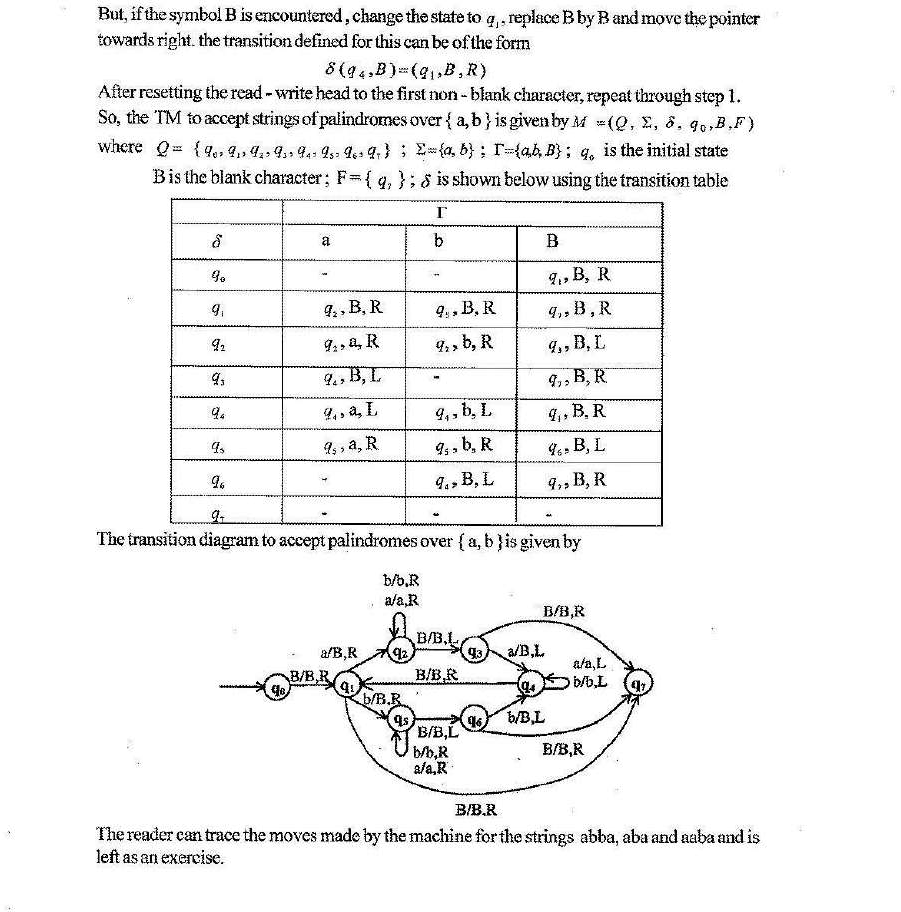 But, if the symbol B is encountered, change the state to q₁, replace B by B and move the pointer
towards right. the transition defined for this can be of the form
δ(q₄,B)=(q₁,B,R)
After resetting the read - write head to the first non - blank character, repeat through step 1.
So, the TM to accept strings of palindromes over { a, b } is given by M =(Q, Σ, δ, q₀,B,F)
where Q= { q₀, q₁, q₂, q₃, q₄, q₅, q₆, q₇ } ; Σ={a, b} ; Γ={a,b, B} ; q₀ is the initial state
B is the blank character ; F={ q₇ } ; δ is shown below using the transition table
Γ
δ a b B
q₀ - - q₁, B, R
q₁ q₂, B, R q₅, B, R q₇, B, R
q₂ q₂, a, R q₂, b, R q₃, B, L
q₃ q₄, B, L - q₇, B, R
q₄ q₄, a, L q₄, b, L q₁, B, R
q₅ q₅, a, R q₅, b, R q₆, B, L
q₆ - q₄, B, L q₇, B, R
q₇ - - -
The transition diagram to accept palindromes over { a, b } is given by
b/b,R
a/a,R
B/B,R
a/B,R q2 B/B,L q3 a/B,L
a/a,L
q0 B/B,R q1 B/B,R q4 b/b,L q7
b/B,R
q5 B/B,L q6 b/B,L
b/b,R B/B,R
a/a,R
B/B.R
The reader can trace the moves made by the machine for the strings abba, aba and aaba and is
left as an exercise.